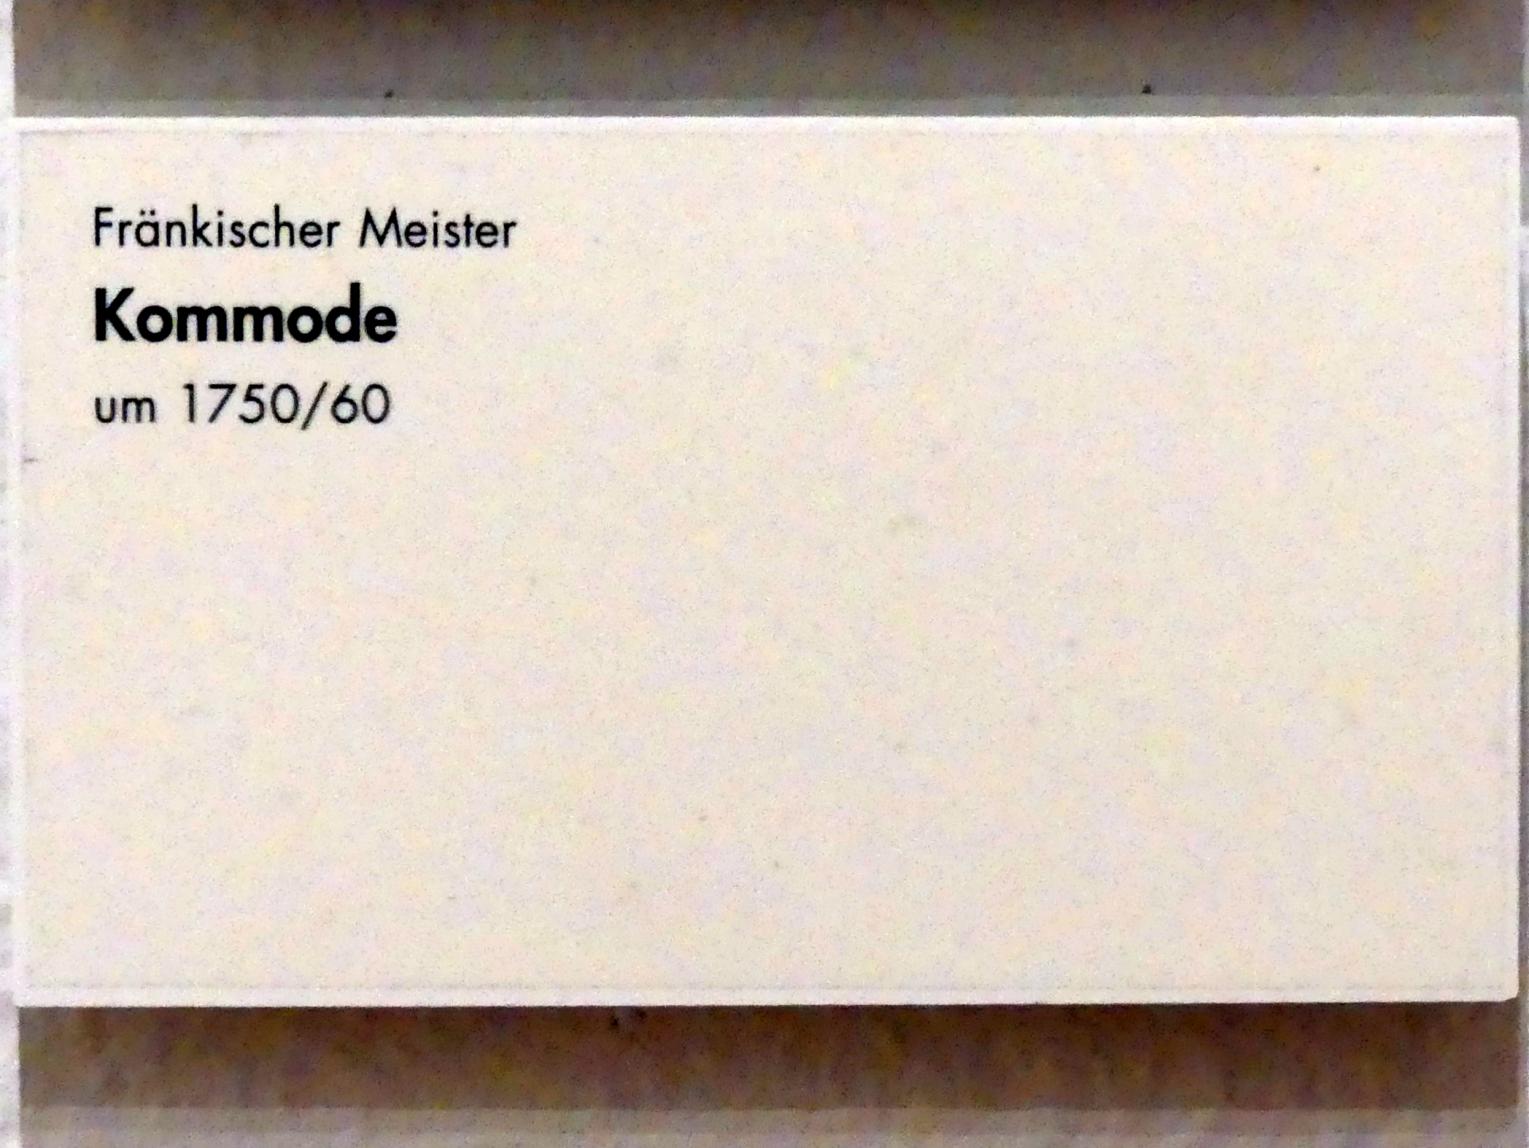 Fränkischer Meister
Kommode
um 1750/60